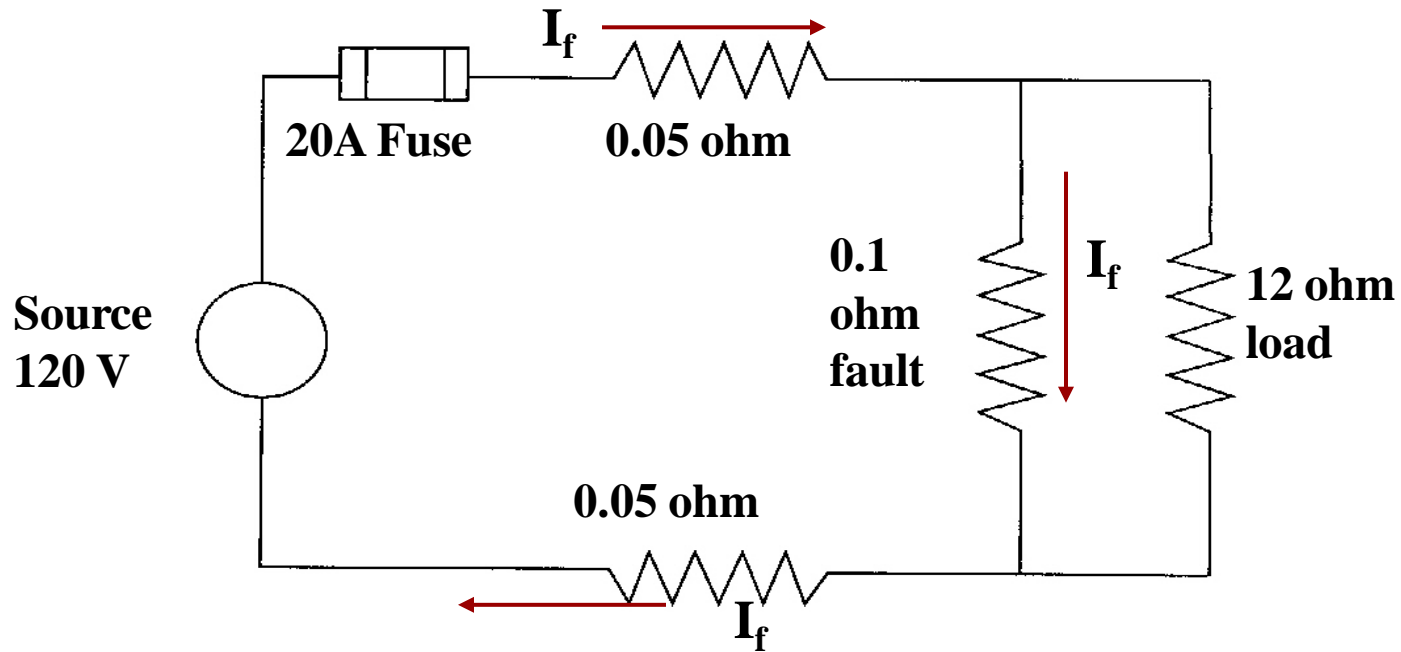 I_f
20A Fuse
0.05 ohm
Source
120 V
0.1
ohm
fault
I_f
12 ohm
load
0.05 ohm
I_f